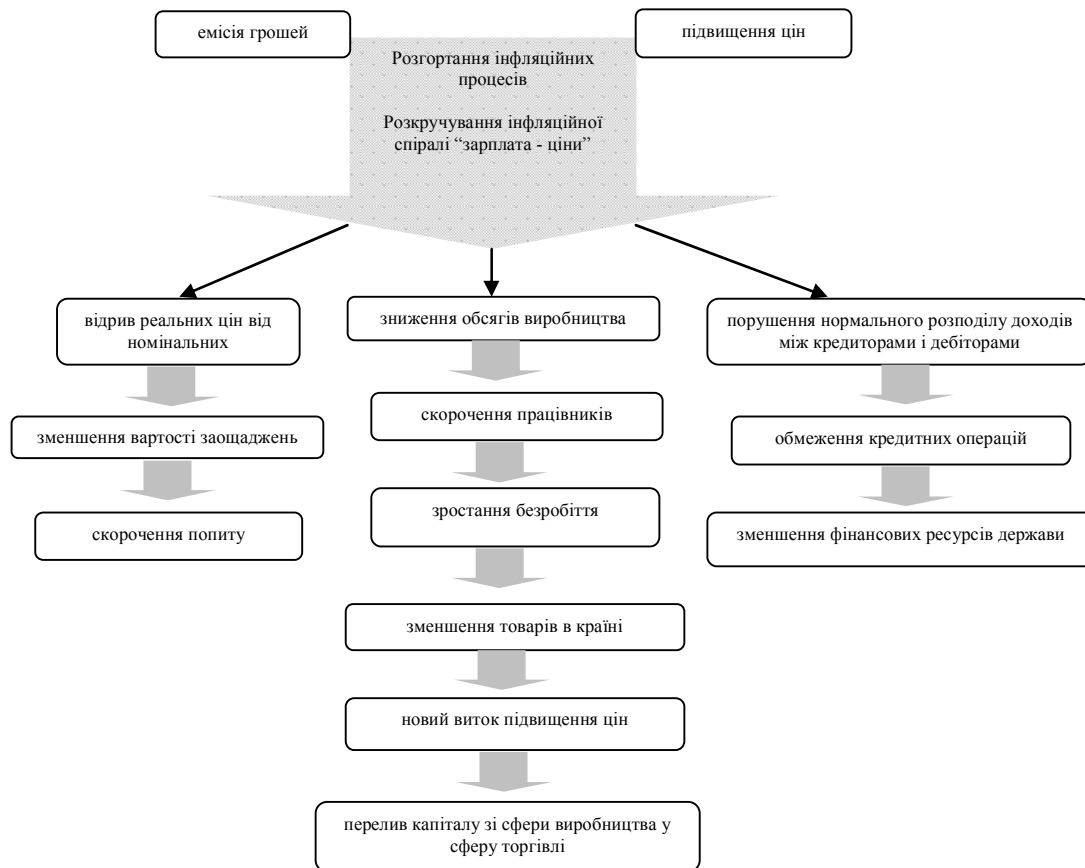 емісія грошей
підвищення цін
Розгортання інфляційних
процесів
Розкручування інфляційної
спіралі “зарплата - ціни”
відрив реальних цін від
номінальних
зменшення вартості заощаджень
скорочення попиту
зниження обсягів виробництва
скорочення працівників
зростання безробіття
зменшення товарів в країні
новий виток підвищення цін
перелив капіталу зі сфери виробництва у
сферу торгівлі
порушення нормального розподілу доходів
між кредиторами і дебіторами
обмеження кредитних операцій
зменшення фінансових ресурсів держави